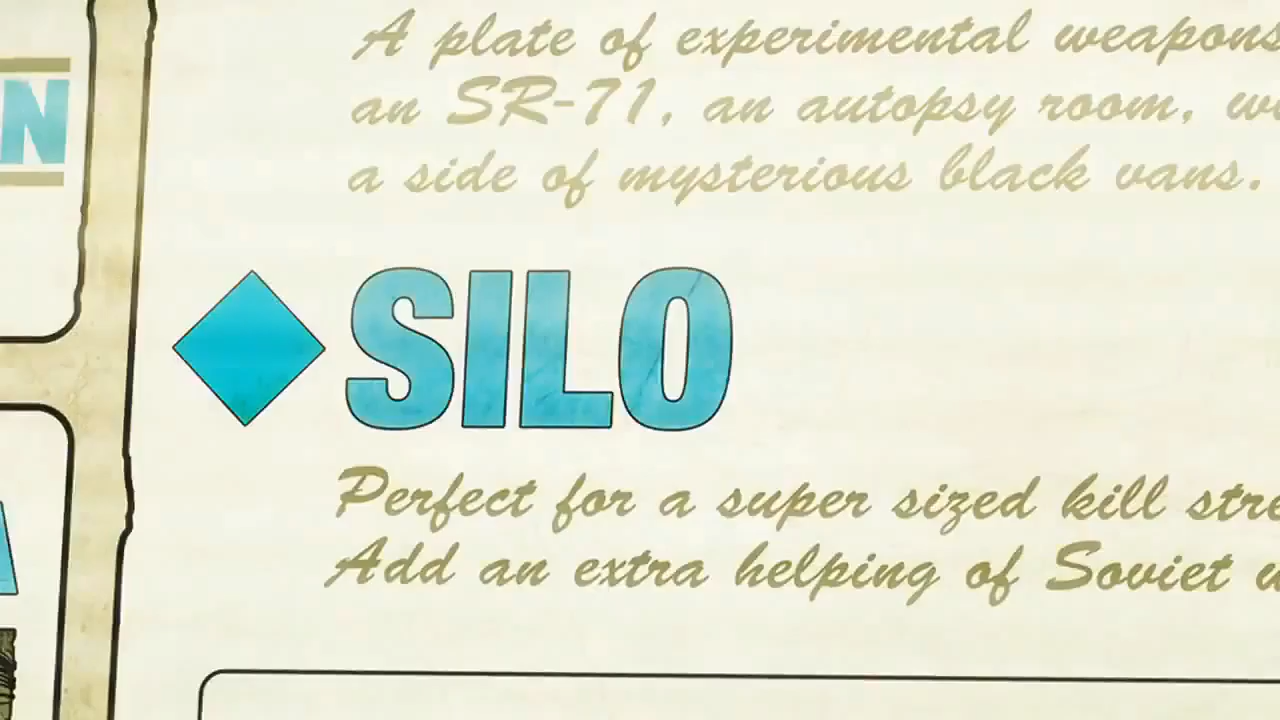 A plate of experimental weapons
an SR-71, an autopsy room,
a side of mysterious black vans.
N
SILO
Perfect for a super sized kill
A
Add an extra helping of Soviet